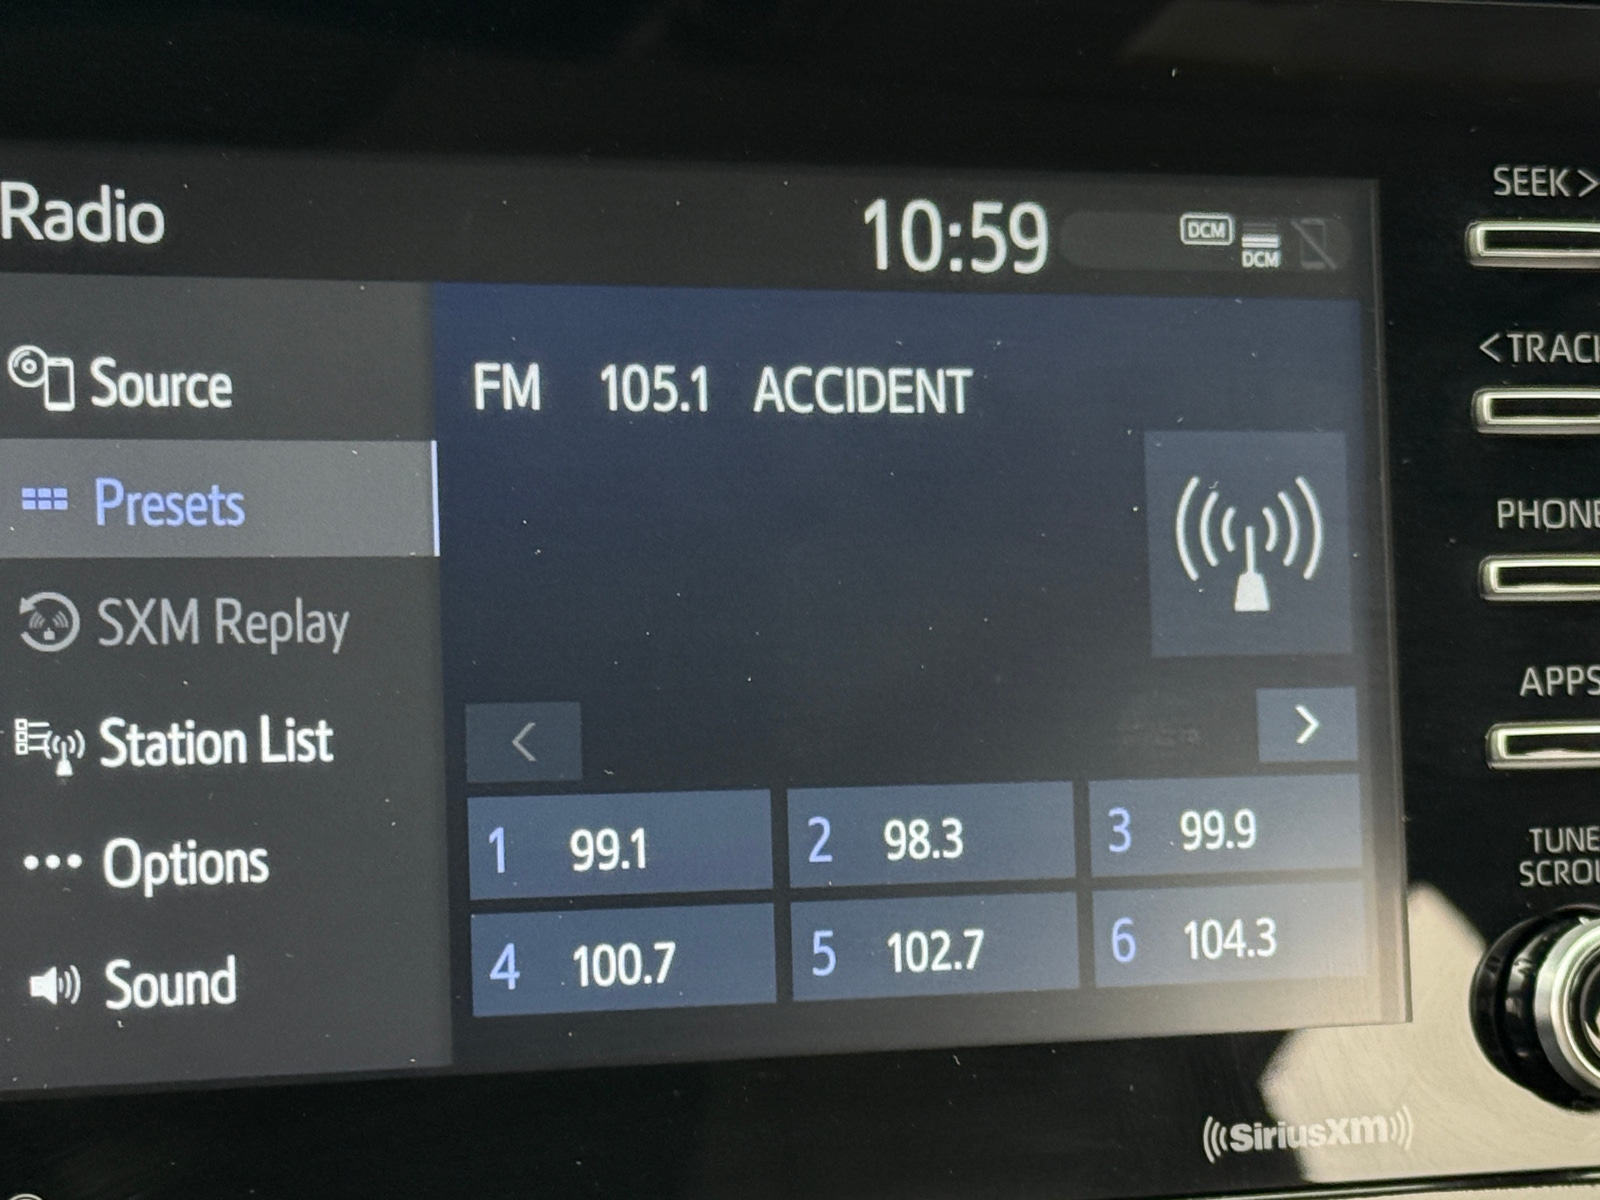 Radio
10:59
DCM
DCM
Source
Presets
SXM Replay
Station List
Options
Sound
FM 105.1 ACCIDENT
<
>
1 99.1
2 98.3
3 99.9
4 100.7
5 102.7
6 104.3
SEEK >
< TRACK
PHONE
APPS
TUNE
SCROLL
SiriusXM